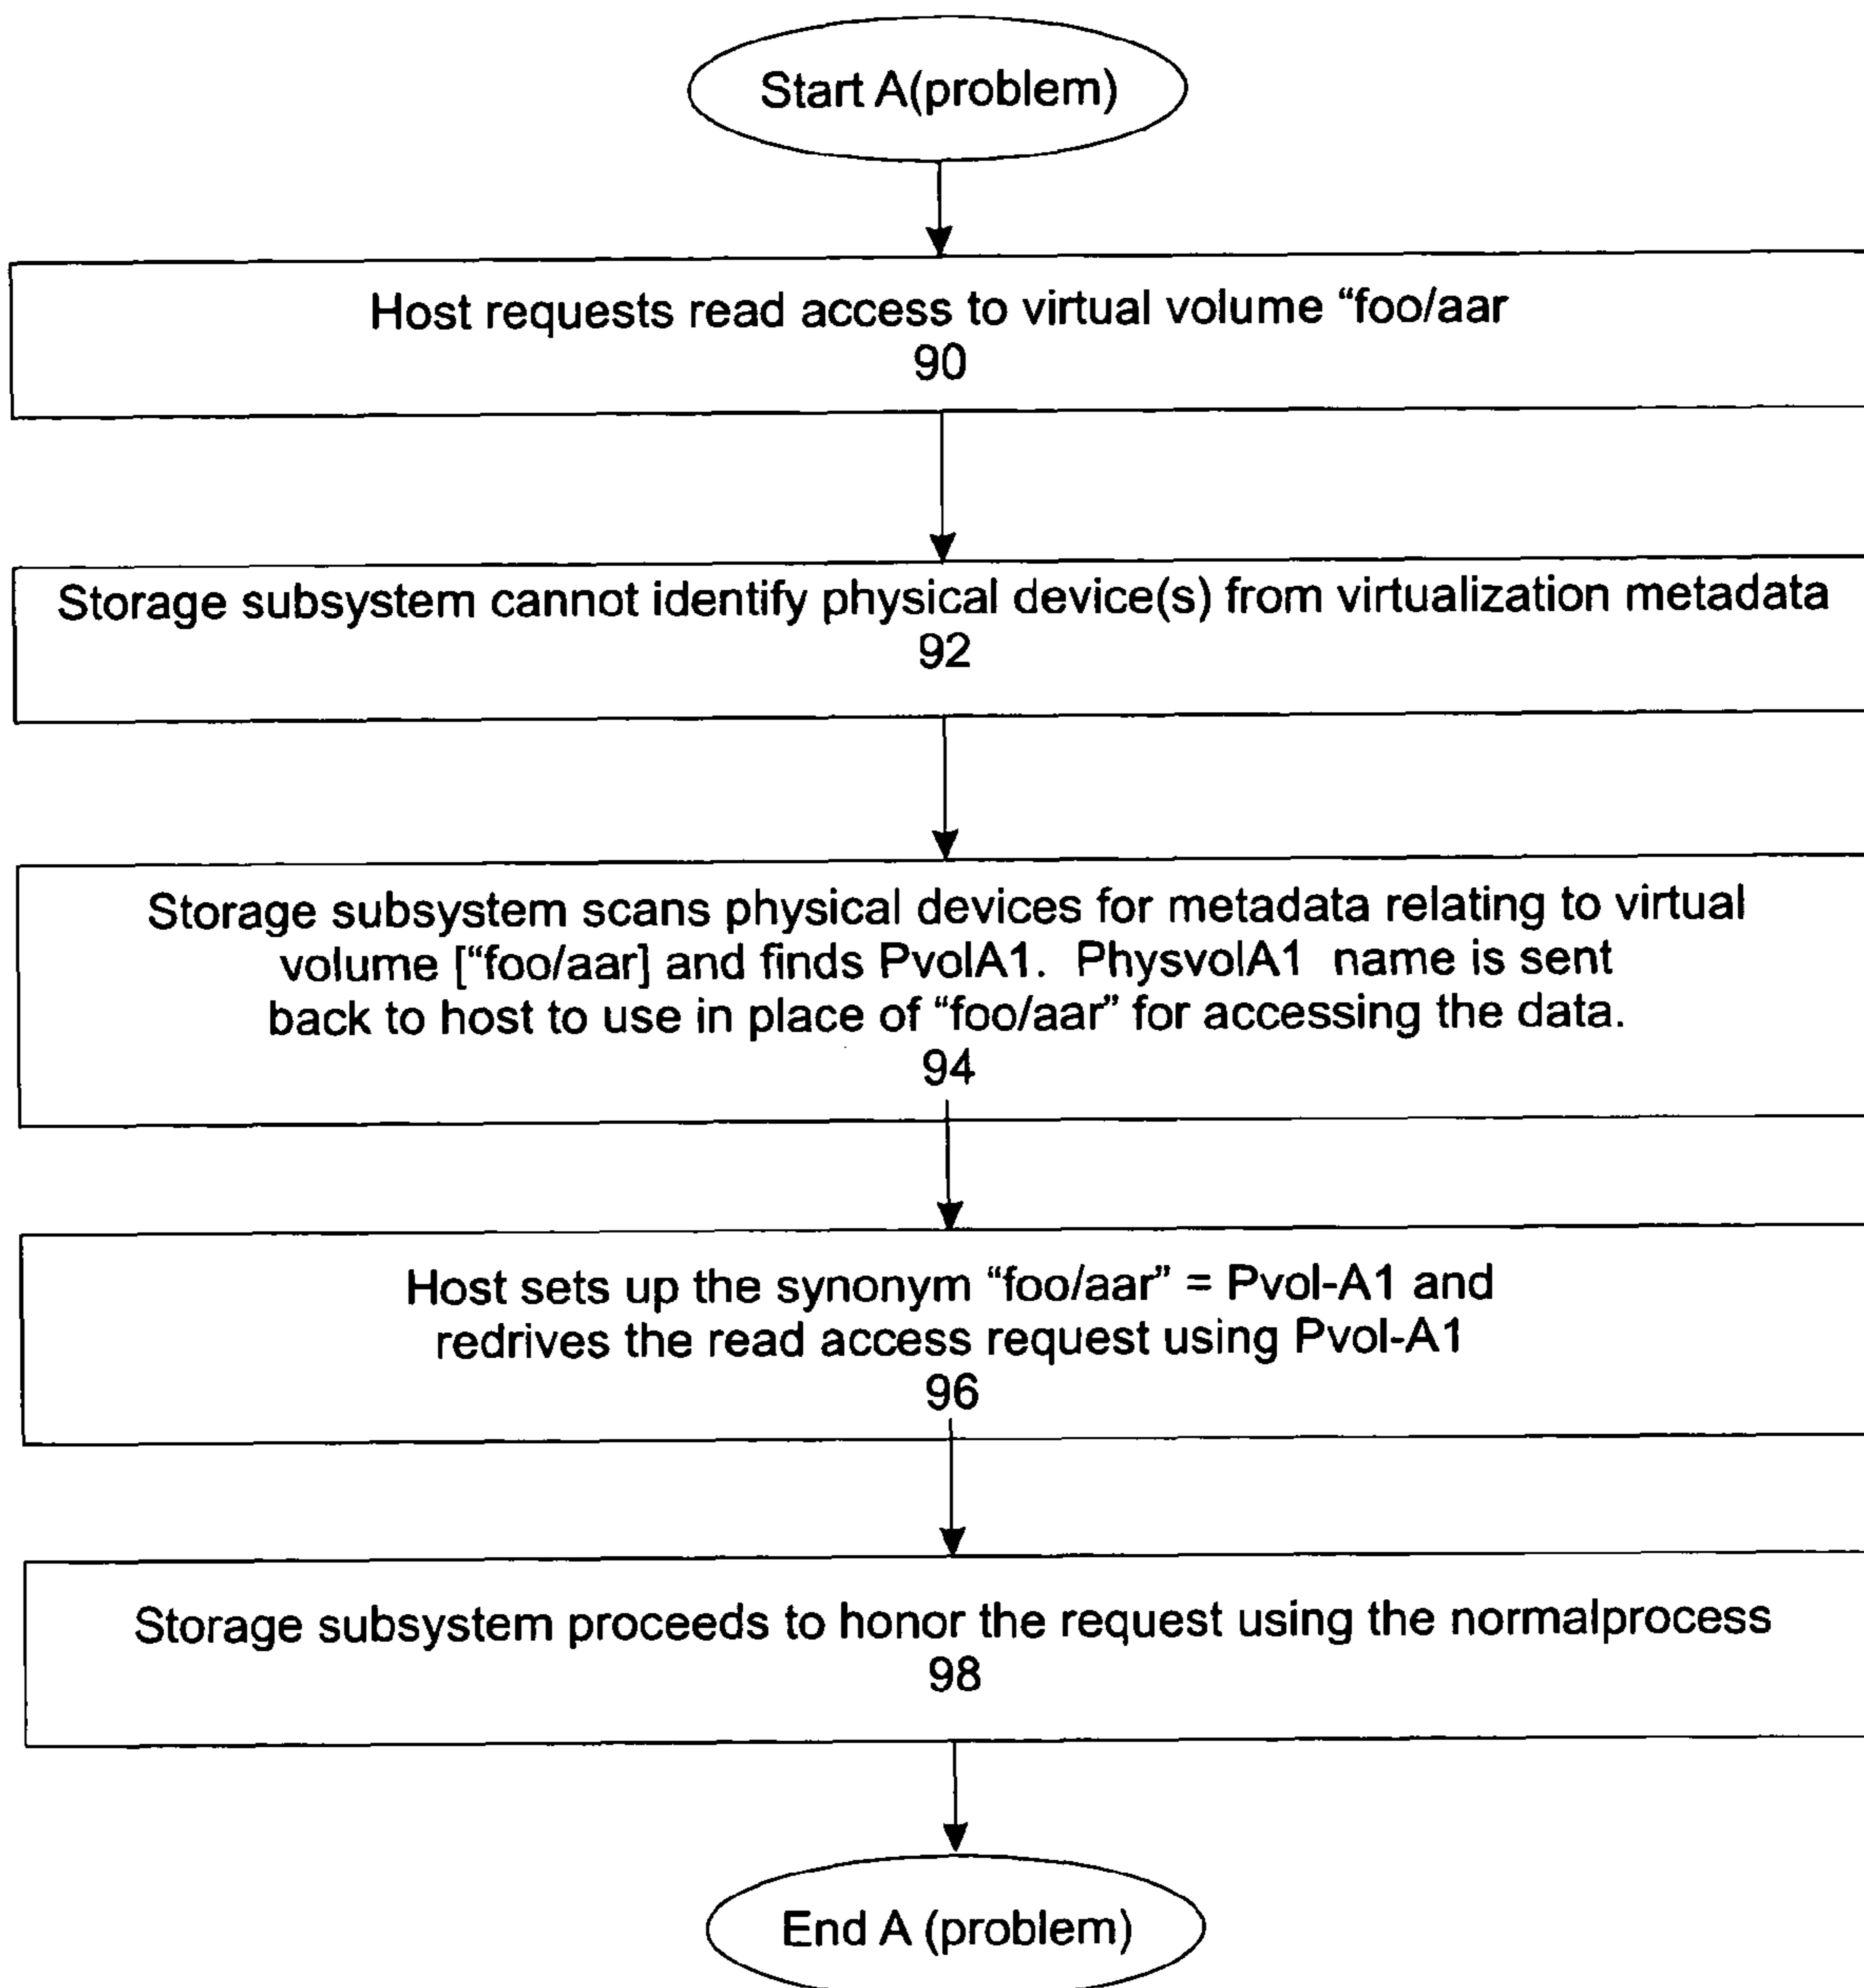 Start A(problem)
Host requests read access to virtual volume “foo/aar
90
Storage subsystem cannot identify physical device(s) from virtualization metadata
92
Storage subsystem scans physical devices for metadata relating to virtual
volume [“foo/aar] and finds PvolA1. PhysvolA1 name is sent
back to host to use in place of “foo/aar” for accessing the data.
94
Host sets up the synonym “foo/aar” = Pvol-A1 and
redrives the read access request using Pvol-A1
96
Storage subsystem proceeds to honor the request using the normalprocess
98
End A (problem)